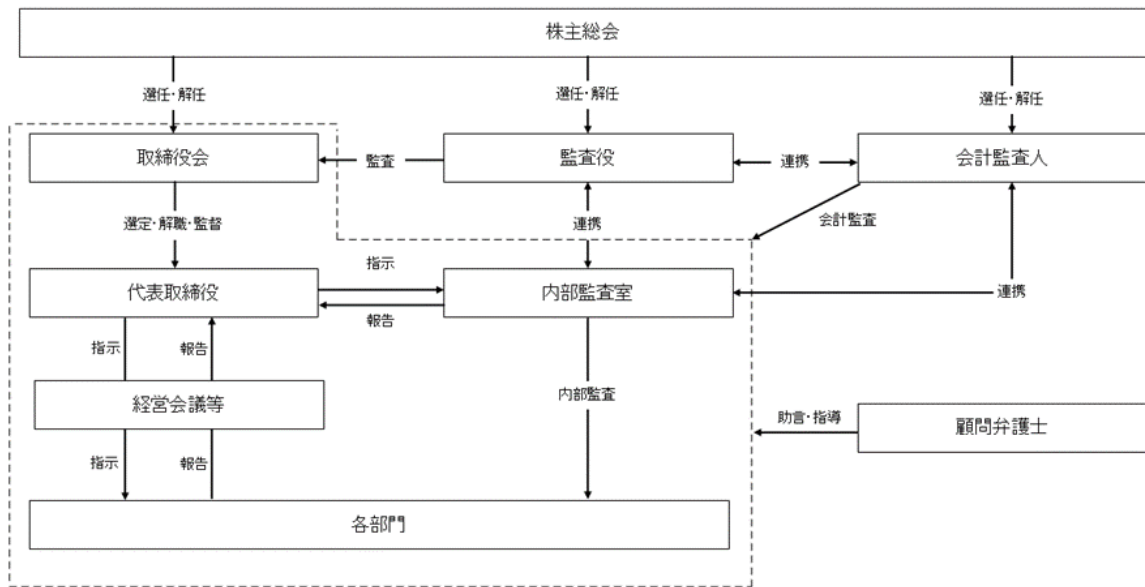 株主総会
選任・解任
選任・解任
選任・解任
取締役会
監査
監査役
連携
会計監査人
選定・解職・監督
連携
会計監査
指示
代表取締役
内部監査室
連携
報告
指示
報告
内部監査
経営会議等
助言・指導
顧問弁護士
指示
報告
各部門